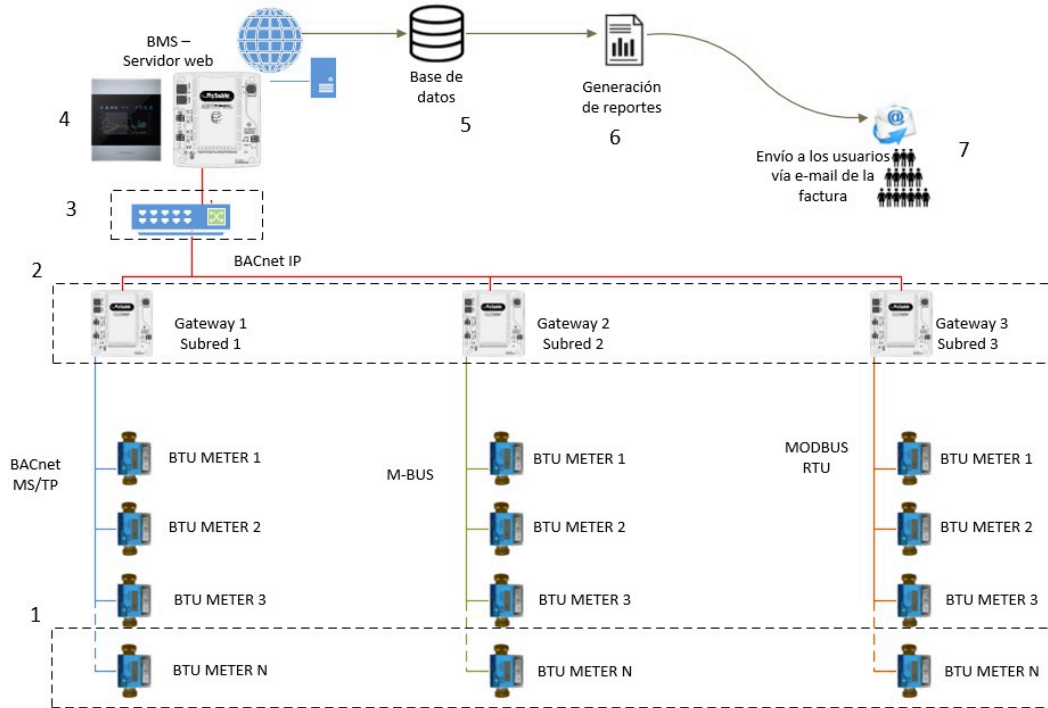 BMS –
Servidor web
4
Base de
datos
5
Generación
de reportes
6
Envío a los usuarios
vía e-mail de la
factura
7
3
BACnet IP
2
Gateway 1
Subred 1
Gateway 2
Subred 2
Gateway 3
Subred 3
BACnet
MS/TP
BTU METER 1
M-BUS
BTU METER 1
MODBUS
RTU
BTU METER 1
BTU METER 2
BTU METER 2
BTU METER 2
1
BTU METER 3
BTU METER 3
BTU METER 3
BTU METER N
BTU METER N
BTU METER N